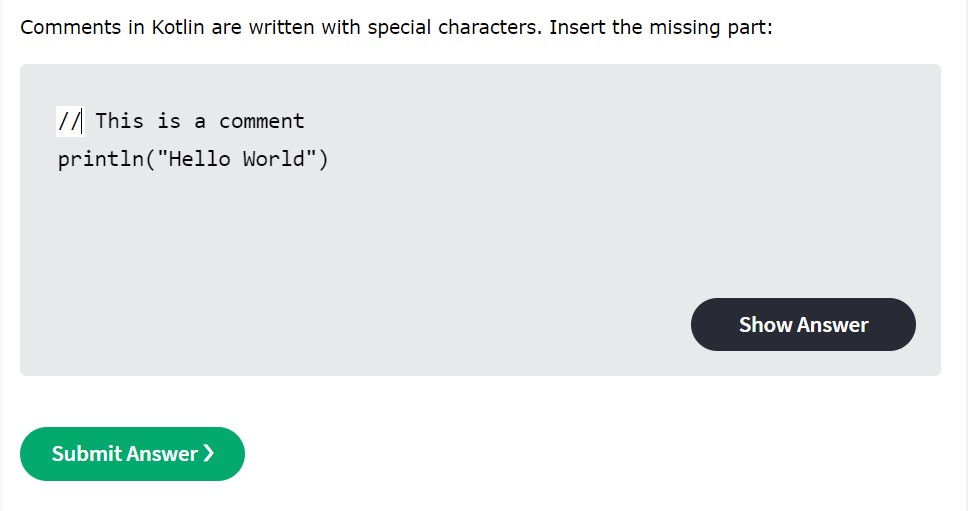 Comments in Kotlin are written with special characters. Insert the missing part:
// This is a comment
println("Hello World")
Show Answer
Submit Answer ❯